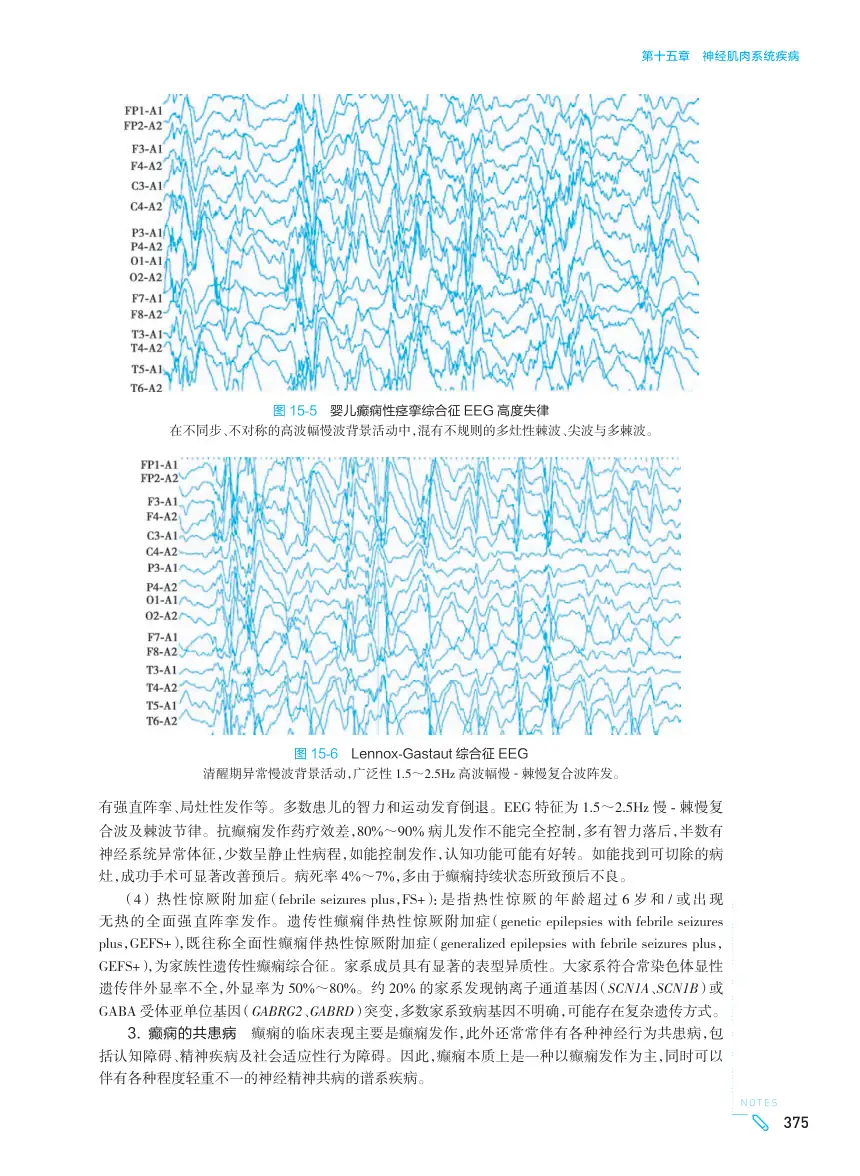 第十五章 神经肌肉系统疾病
FP1-A1
FP2-A2
F3-A1
F4-A2
C3-A1
C4-A2
P3-A1
P4-A2
O1-A1
O2-A2
F7-A1
F8-A2
T3-A1
T4-A2
T5-A1
T6-A2
图 15-5 婴儿癫痫性痉挛综合征 EEG 高度失律
在不同步、不对称的高波幅慢波背景活动中,混有不规则的多灶性棘波、尖波与多棘波。
FP1-A1
FP2-A2
F3-A1
F4-A2
C3-A1
C4-A2
P3-A1
P4-A2
O1-A1
O2-A2
F7-A1
F8-A2
T3-A1
T4-A2
T5-A1
T6-A2
图 15-6 Lennox-Gastaut 综合征 EEG
清醒期异常慢波背景活动,广泛性 1.5～2.5Hz 高波幅慢 - 棘慢复合波阵发。
有强直阵挛、局灶性发作等。多数患儿的智力和运动发育倒退。EEG 特征为 1.5～2.5Hz 慢 - 棘慢复
合波及棘波节律。抗癫痫发作药疗效差,80%～90% 病儿发作不能完全控制,多有智力落后,半数有
神经系统异常体征,少数呈静止性病程,如能控制发作,认知功能可能有好转。如能找到可切除的病
灶,成功手术可显著改善预后。病死率 4%～7%,多由于癫痫持续状态所致预后不良。
（4）热性惊厥附加症（febrile seizures plus,FS+）:是指热性惊厥的年龄超过 6 岁和 / 或出现
无热的全面强直阵挛发作。遗传性癫痫伴热性惊厥附加症（genetic epilepsies with febrile seizures
plus,GEFS+）,既往称全面性癫痫伴热性惊厥附加症（generalized epilepsies with febrile seizures plus,
GEFS+）,为家族性遗传性癫痫综合征。家系成员具有显著的表型异质性。大家系符合常染色体显性
遗传伴外显率不全,外显率为 50%～80%。约 20% 的家系发现钠离子通道基因（SCN1A、SCN1B）或
GABA 受体亚单位基因（GABRG2、GABRD）突变,多数家系致病基因不明确,可能存在复杂遗传方式。
3. 癫痫的共患病 癫痫的临床表现主要是癫痫发作,此外还常常伴有各种神经行为共患病,包
括认知障碍、精神疾病及社会适应性行为障碍。因此,癫痫本质上是一种以癫痫发作为主,同时可以
伴有各种程度轻重不一的神经精神共病的谱系疾病。
NOTES
375